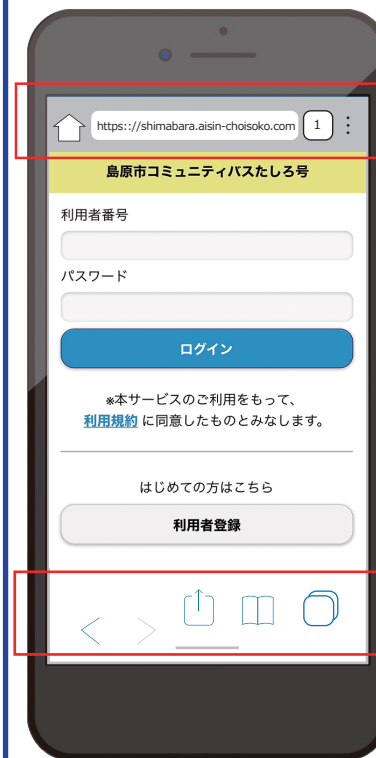 https:://shimabara.aisin-choisoko.com
1
島原市コミュニティバスたしろ号
利用者番号
パスワード
ログイン
※本サービスのご利用をもって、
利用規約 に同意したものとみなします。
はじめての方はこちら
利用者登録